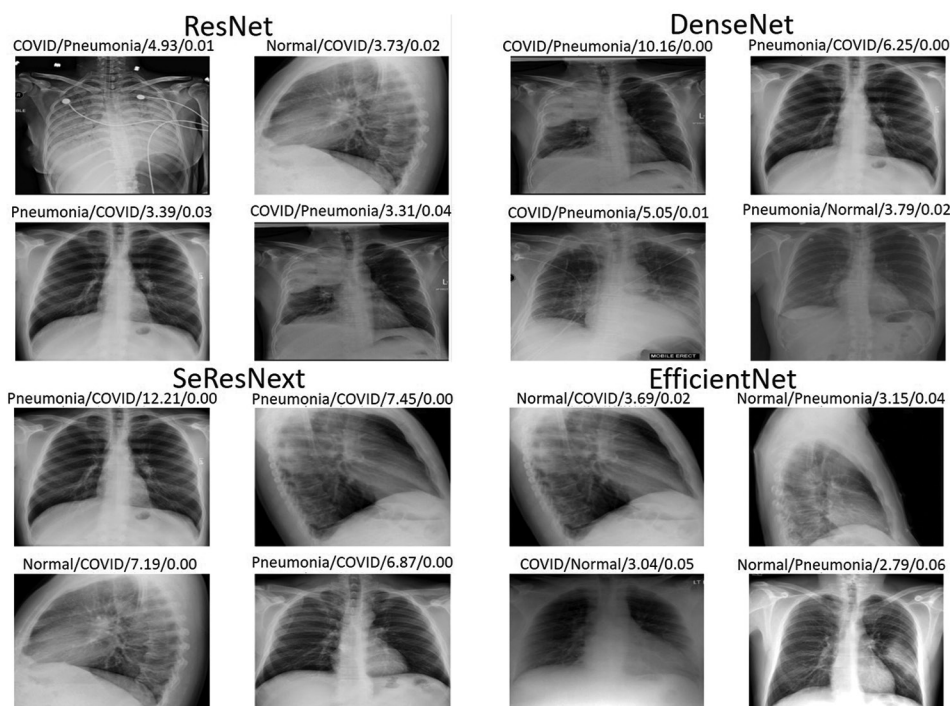 ResNet
COVID/Pneumonia/4.93/0.01
Normal/COVID/3.73/0.02
Pneumonia/COVID/3.39/0.03
COVID/Pneumonia/3.31/0.04
DenseNet
COVID/Pneumonia/10.16/0.00
Pneumonia/COVID/6.25/0.00
COVID/Pneumonia/5.05/0.01
Pneumonia/Normal/3.79/0.02
MOBILE ERECT
SeResNext
Pneumonia/COVID/12.21/0.00
Pneumonia/COVID/7.45/0.00
Normal/COVID/7.19/0.00
Pneumonia/COVID/6.87/0.00
EfficientNet
Normal/COVID/3.69/0.02
Normal/Pneumonia/3.15/0.04
COVID/Normal/3.04/0.05
Normal/Pneumonia/2.79/0.06